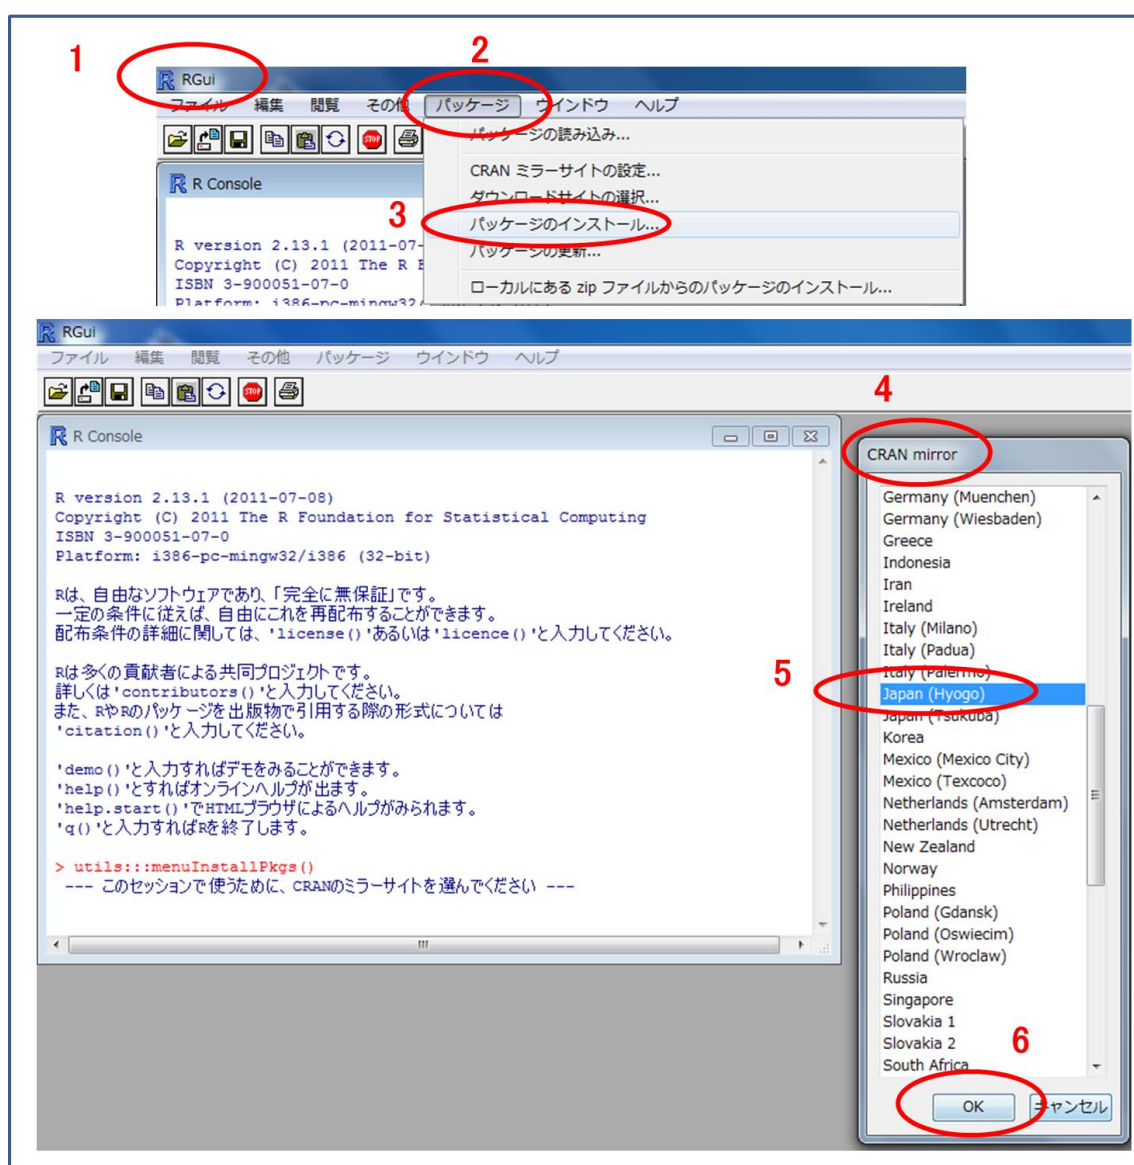 1
2
RGui
ファイル 編集 閲覧 その他 パッケージ ウインドウ ヘルプ
STOP
パッケージの読み込み...
CRAN ミラーサイトの設定...
ダウンロードサイトの選択...
3
パッケージのインストール...
パッケージの更新...
ローカルにある zip ファイルからのパッケージのインストール...
R Console
R version 2.13.1 (2011-07-
Copyright (C) 2011 The R
ISBN 3-900051-07-0
Platform: i386-pc-mingw32/
RGui
ファイル 編集 閲覧 その他 パッケージ ウインドウ ヘルプ
STOP
R Console
R version 2.13.1 (2011-07-08)
Copyright (C) 2011 The R Foundation for Statistical Computing
ISBN 3-900051-07-0
Platform: i386-pc-mingw32/i386 (32-bit)
Rは、自由なソフトウェアであり、「完全に無保証」です。
一定の条件に従えば、自由にこれを再配布することができます。
配布条件の詳細に関しては、'license()'あるいは'licence()'と入力してください。
Rは多くの貢献者による共同プロジェクトです。
詳しくは'contributors()'と入力してください。
また、RやRのパッケージを出版物で引用する際の形式については
'citation()'と入力してください。
'demo()'と入力すればデモをみることができます。
'help()'とすればオンラインヘルプが出ます。
'help.start()'でHTMLブラウザによるヘルプがみられます。
'q()'と入力すればRを終了します。
> utils:::menuInstallPkgs()
--- このセッションで使うために、CRANのミラーサイトを選んでください ---
4
CRAN mirror
Germany (Muenchen)
Germany (Wiesbaden)
Greece
Indonesia
Iran
Ireland
Italy (Milano)
Italy (Padua)
Italy (Palermo)
5
Japan (Hyogo)
Japan (Tsukuba)
Korea
Mexico (Mexico City)
Mexico (Texcoco)
Netherlands (Amsterdam)
Netherlands (Utrecht)
New Zealand
Norway
Philippines
Poland (Gdansk)
Poland (Oswiecim)
Poland (Wroclaw)
Russia
Singapore
Slovakia 1
Slovakia 2
South Africa
6
OK キャンセル